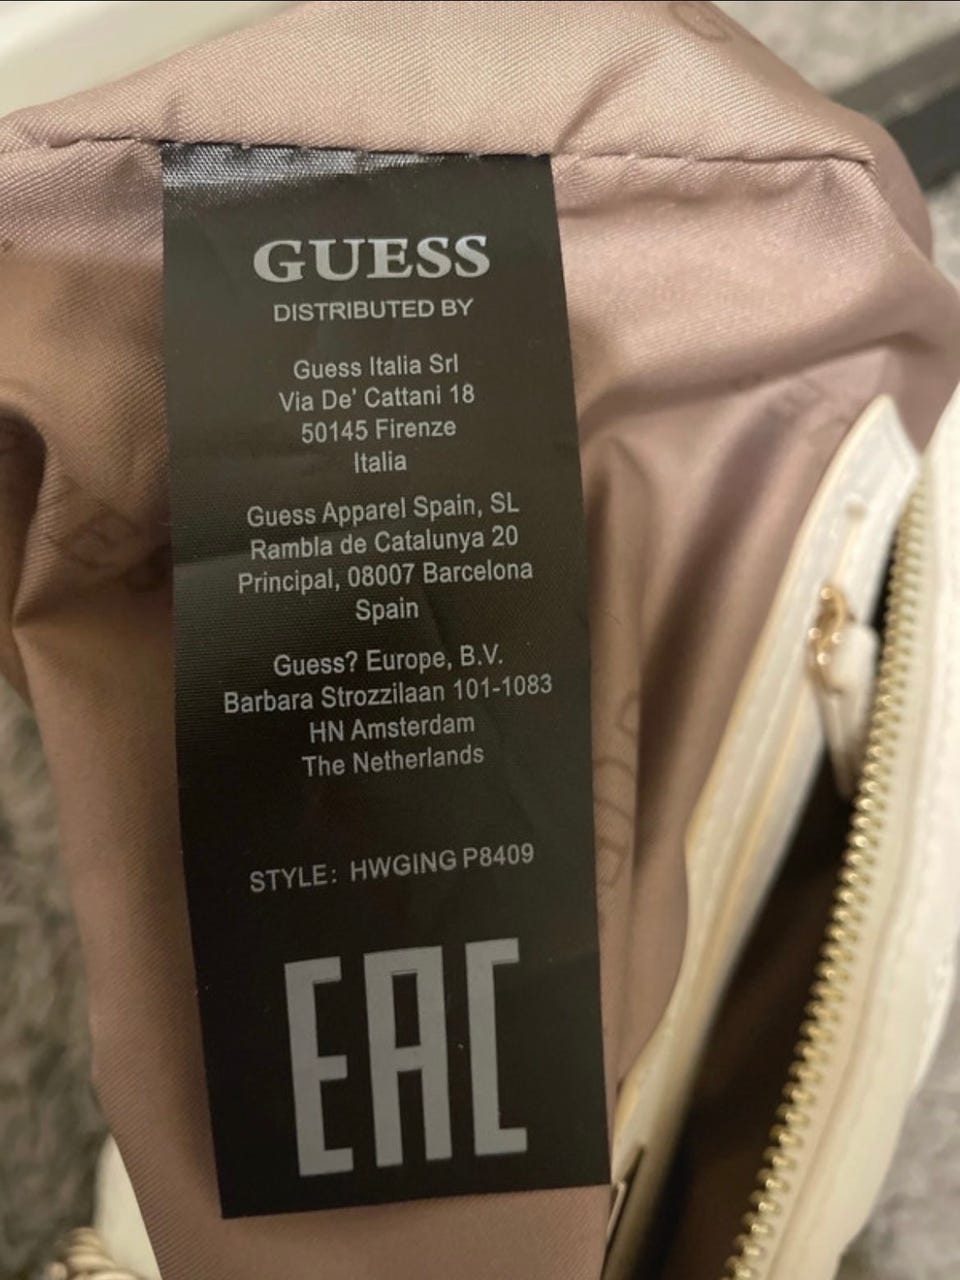 GUESS
DISTRIBUTED BY
Guess Italia Srl
Via De' Cattani 18
50145 Firenze
Italia
Guess Apparel Spain, SL
Rambla de Catalunya 20
Principal, 08007 Barcelona
Spain
Guess? Europe, B.V.
Barbara Strozzilaan 101-1083
HN Amsterdam
The Netherlands
STYLE: HWGING P8409
EAC